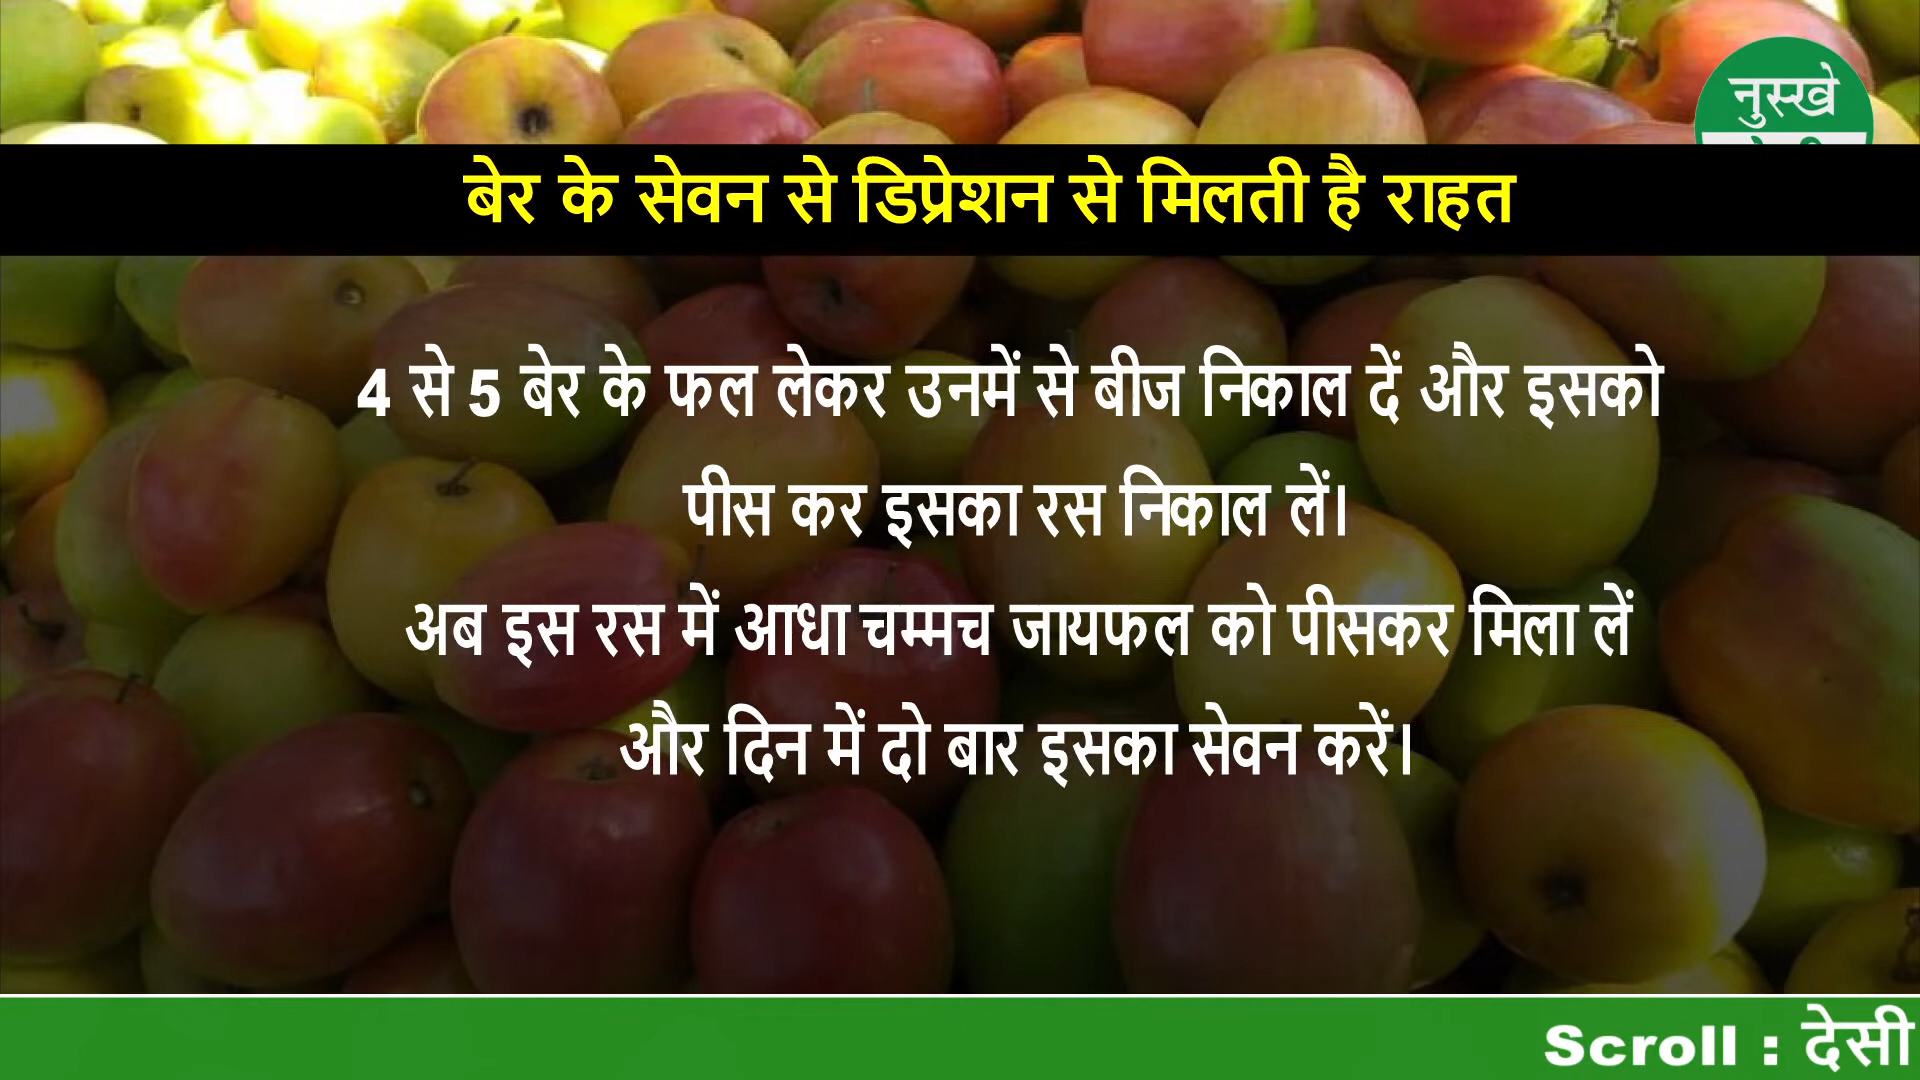 नुस्खे
बेर के सेवन से डिप्रेशन से मिलती है राहत
4 से 5 बेर के फल लेकर उनमें से बीज निकाल दें और इसको
पीस कर इसका रस निकाल लें।
अब इस रस में आधा चम्मच जायफल को पीसकर मिला लें
और दिन में दो बार इसका सेवन करें।
Scroll : देसी